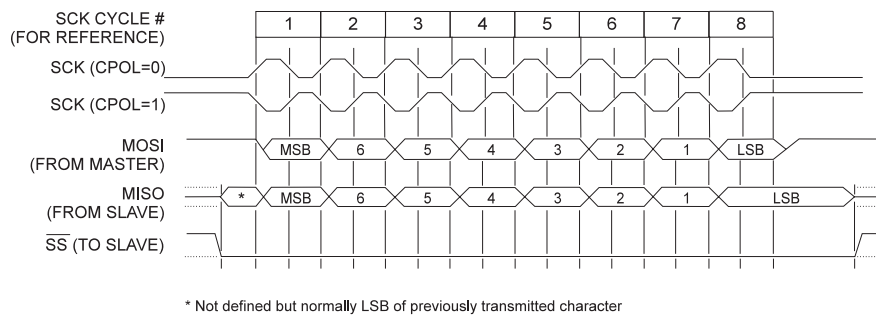 SCK CYCLE # 1 2 3 4 5 6 7 8
(FOR REFERENCE)
SCK (CPOL=0)
SCK (CPOL=1)
MOSI MSB 6 5 4 3 2 1 LSB
(FROM MASTER)
MISO * MSB 6 5 4 3 2 1 LSB
(FROM SLAVE)
SS (TO SLAVE)
* Not defined but normally LSB of previously transmitted character